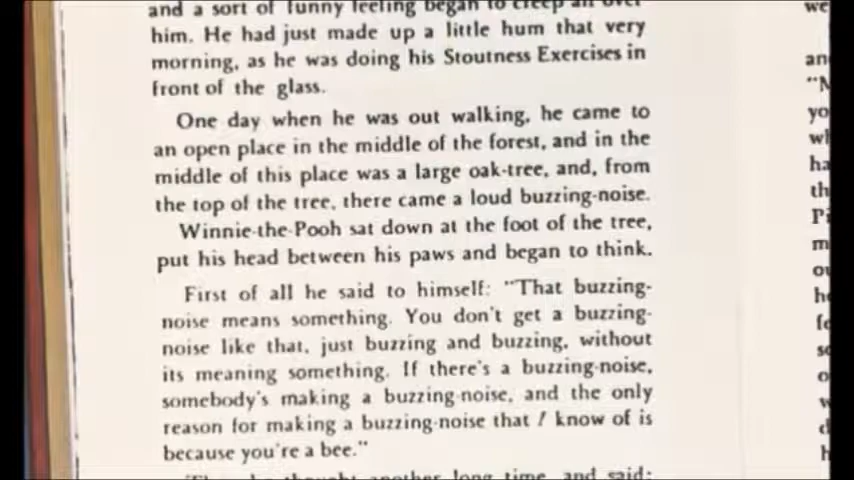 and a sort of funny feeling began to creep all over
him. He had just made up a little hum that very
morning, as he was doing his Stoutness Exercises in
front of the glass.
One day when he was out walking, he came to
an open place in the middle of the forest, and in the
middle of this place was a large oak-tree, and, from
the top of the tree, there came a loud buzzing-noise.
Winnie-the-Pooh sat down at the foot of the tree,
put his head between his paws and began to think.
First of all he said to himself: "That buzzing-
noise means something. You don't get a buzzing-
noise like that, just buzzing and buzzing, without
its meaning something. If there's a buzzing-noise,
somebody's making a buzzing-noise, and the only
reason for making a buzzing-noise that I know of is
because you're a bee."
thought another long time, and said: